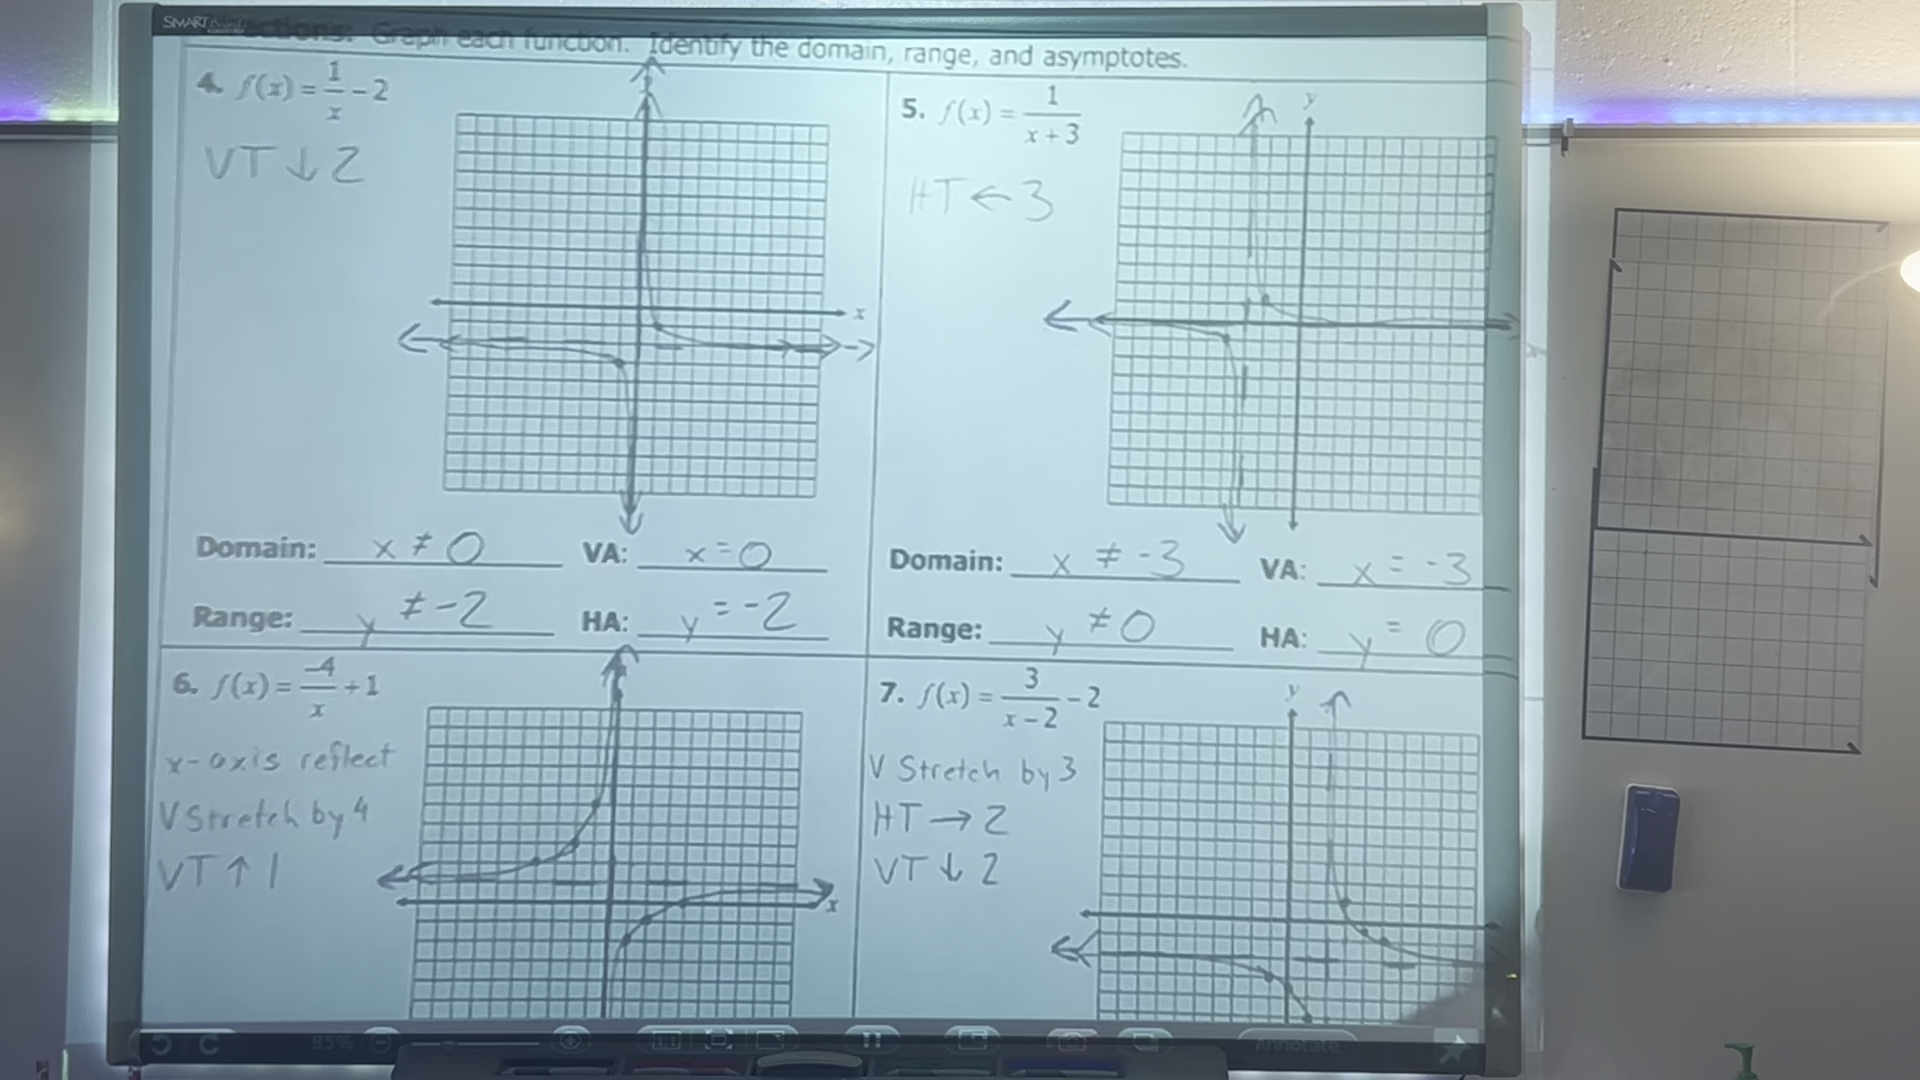 SMART Board
Graph each function. Identify the domain, range, and asymptotes.
4. f(x) = 1/x − 2
VT ↓ 2
x
Domain: x ≠ 0 VA: x = 0
Range: y ≠ -2 HA: y = -2
5. f(x) = 1/(x + 3)
HT ← 3
y
Domain: x ≠ -3 VA: x = -3
Range: y ≠ 0 HA: y = 0
6. f(x) = −4/x + 1
x-axis reflect
V Stretch by 4
VT ↑ 1
x
7. f(x) = 3/(x − 2) − 2
V Stretch by 3
HT → 2
VT ↓ 2
y
85%
Annotate